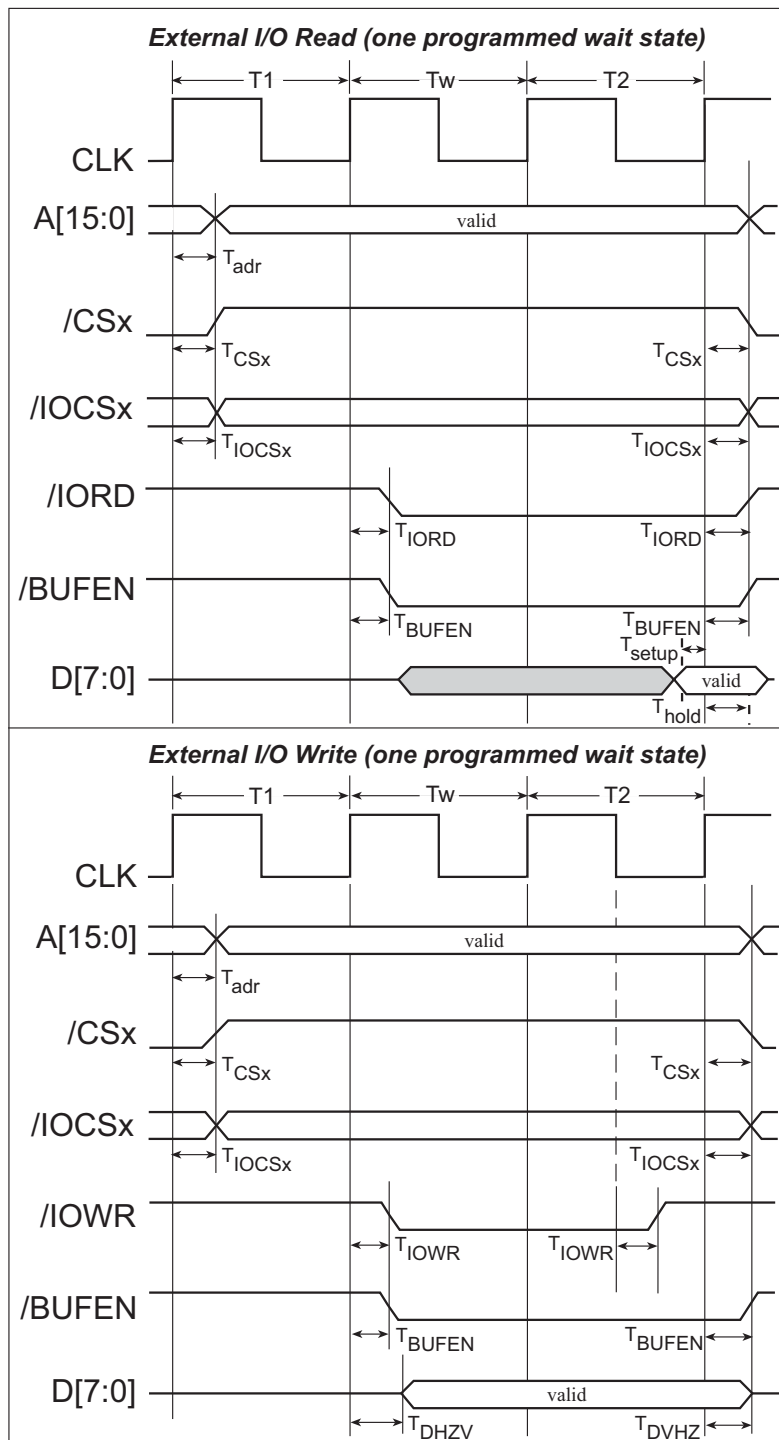 External I/O Read (one programmed wait state)
T1 Tw T2
CLK
A[15:0] valid
Tadr
/CSx
TCSx TCSx
/IOCSx
TIOCSx TIOCSx
/IORD
TIORD TIORD
/BUFEN
TBUFEN TBUFEN
Tsetup
D[7:0] valid
Thold
External I/O Write (one programmed wait state)
T1 Tw T2
CLK
A[15:0] valid
Tadr
/CSx
TCSx TCSx
/IOCSx
TIOCSx TIOCSx
/IOWR
TIOWR TIOWR
/BUFEN
TBUFEN TBUFEN
D[7:0] valid
TDHZV TDVHZ